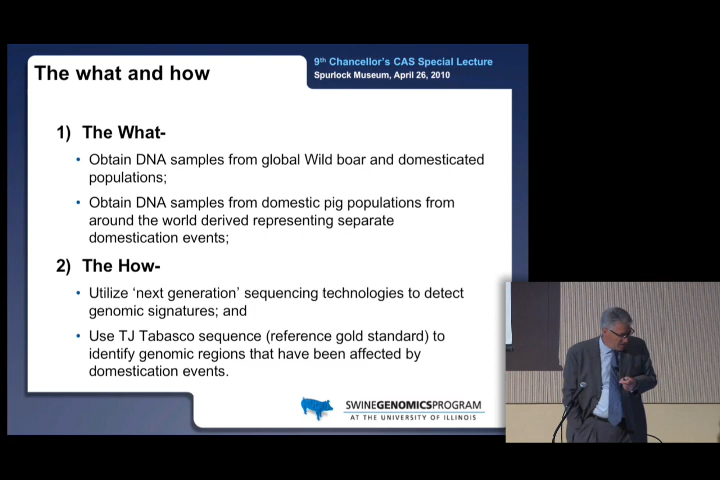 The what and how
9th Chancellor's CAS Special Lecture
Spurlock Museum, April 26, 2010
1) The What-
• Obtain DNA samples from global Wild boar and domesticated
populations;
• Obtain DNA samples from domestic pig populations from
around the world derived representing separate
domestication events;
2) The How-
• Utilize 'next generation' sequencing technologies to detect
genomic signatures; and
• Use TJ Tabasco sequence (reference gold standard) to
identify genomic regions that have been affected by
domestication events.
SWINEGENOMICSPROGRAM
AT THE UNIVERSITY OF ILLINOIS